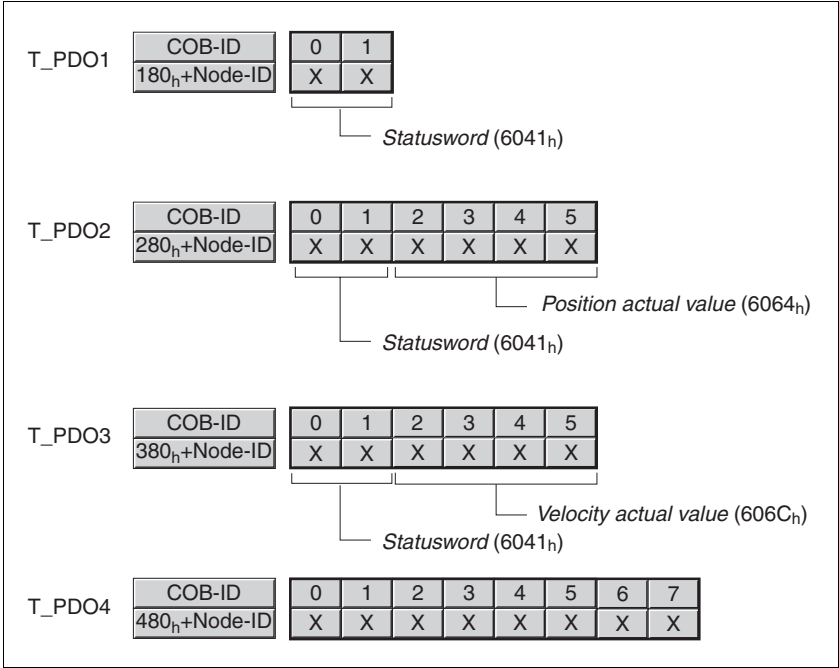 T_PDO1
COB-ID 0 1
180h+Node-ID X X
Statusword (6041h)
T_PDO2
COB-ID 0 1 2 3 4 5
280h+Node-ID X X X X X X
Position actual value (6064h)
Statusword (6041h)
T_PDO3
COB-ID 0 1 2 3 4 5
380h+Node-ID X X X X X X
Velocity actual value (606Ch)
Statusword (6041h)
T_PDO4
COB-ID 0 1 2 3 4 5 6 7
480h+Node-ID X X X X X X X X